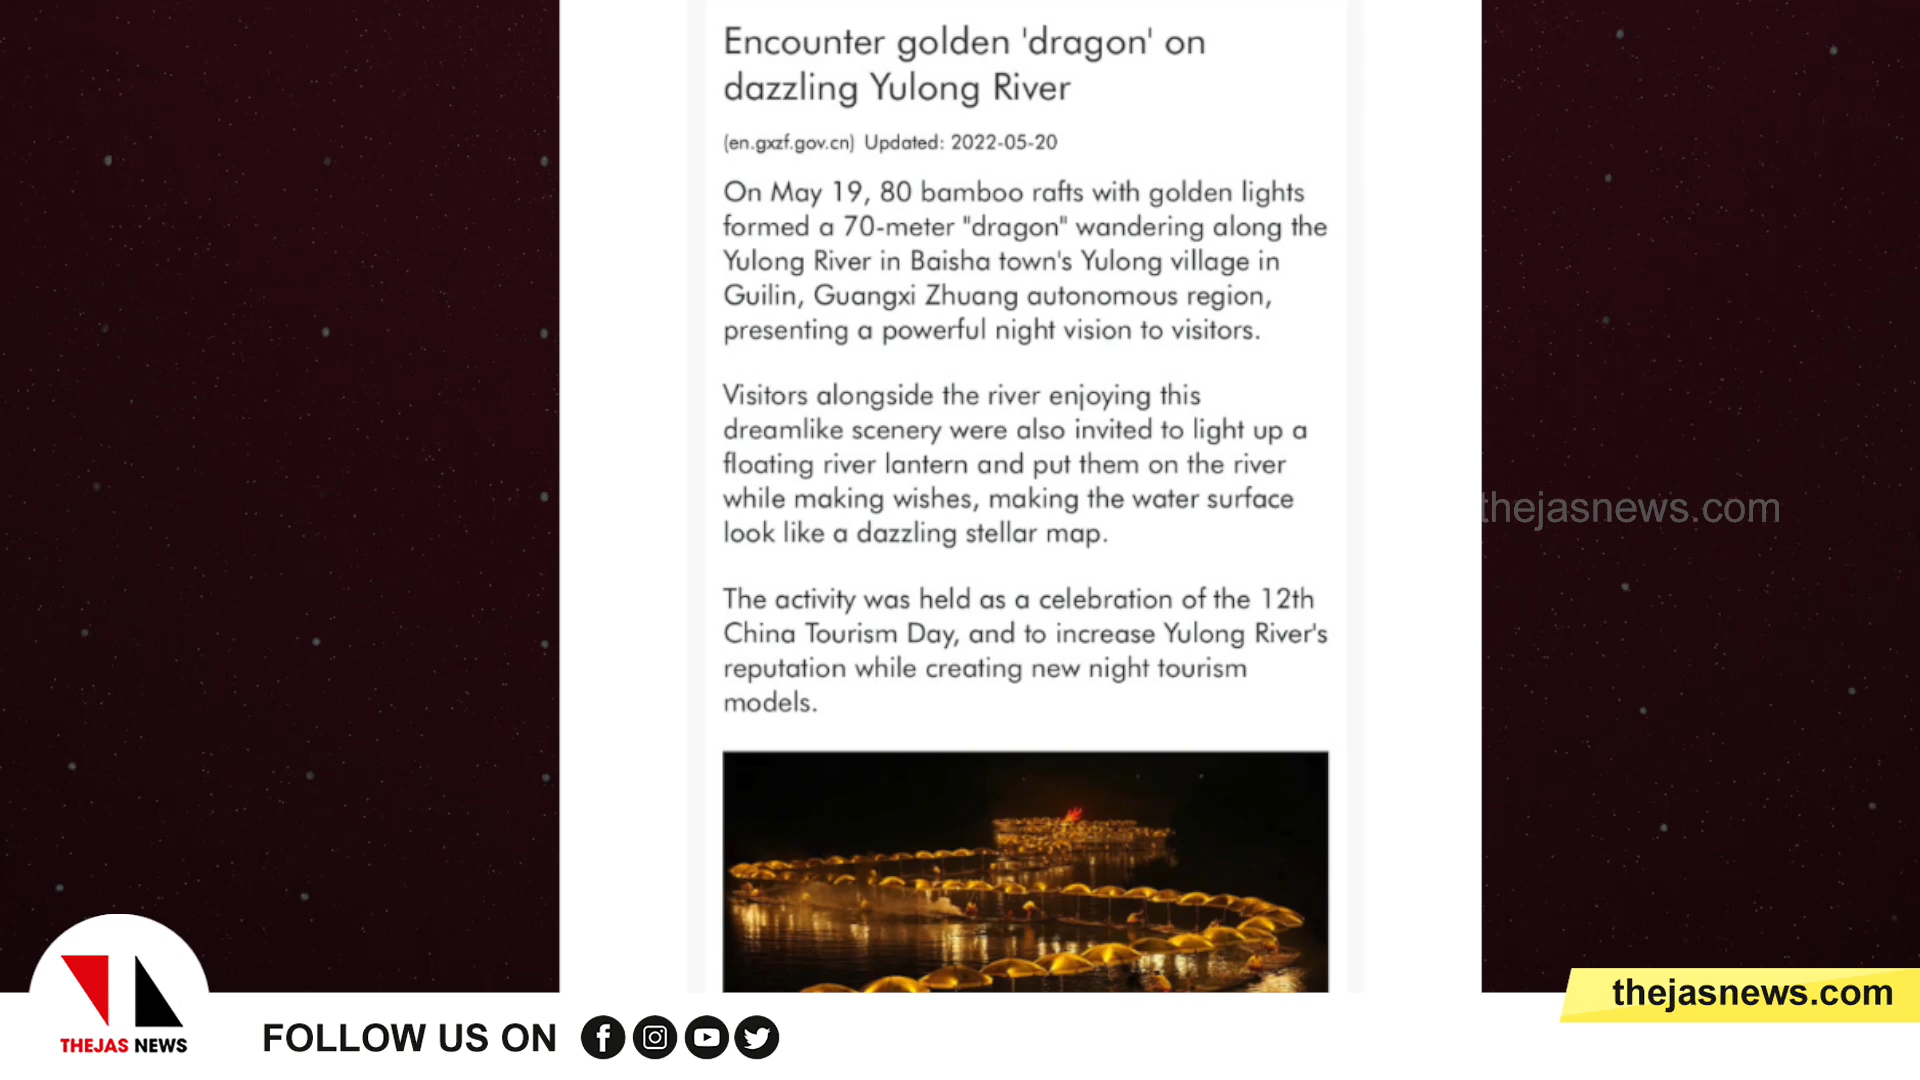 Encounter golden 'dragon' on
dazzling Yulong River
(en.gxzf.gov.cn) Updated: 2022-05-20
On May 19, 80 bamboo rafts with golden lights
formed a 70-meter "dragon" wandering along the
Yulong River in Baisha town's Yulong village in
Guilin, Guangxi Zhuang autonomous region,
presenting a powerful night vision to visitors.
Visitors alongside the river enjoying this
dreamlike scenery were also invited to light up a
floating river lantern and put them on the river
while making wishes, making the water surface
look like a dazzling stellar map.
The activity was held as a celebration of the 12th
China Tourism Day, and to increase Yulong River's
reputation while creating new night tourism
models.
thejasnews.com
thejasnews.com
THEJAS NEWS
FOLLOW US ON